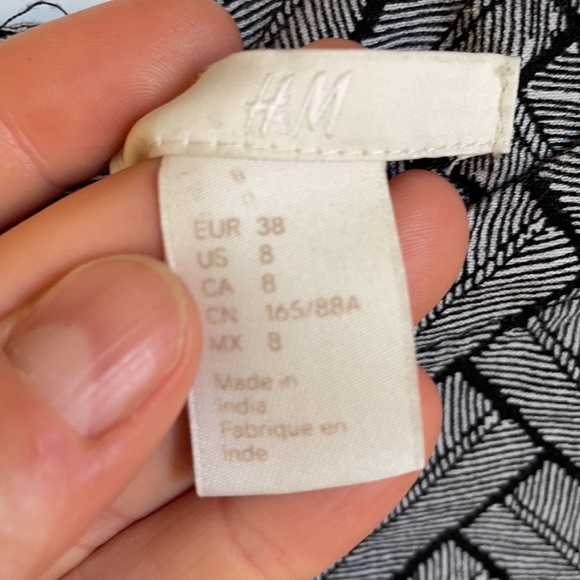 H&M
EUR 38
US 8
CA 8
CN 165/88A
MX 8
Made in
India
Fabrique en
Inde